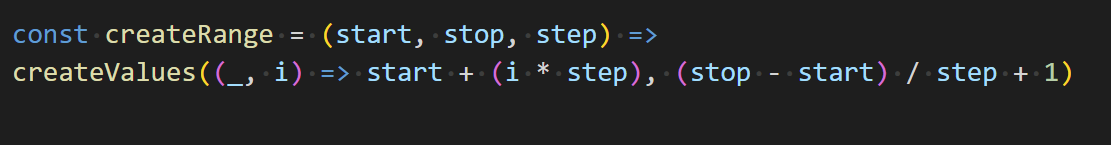 const createRange = (start, stop, step) =>
createValues((_, i) => start + (i * step), (stop - start) / step + 1)